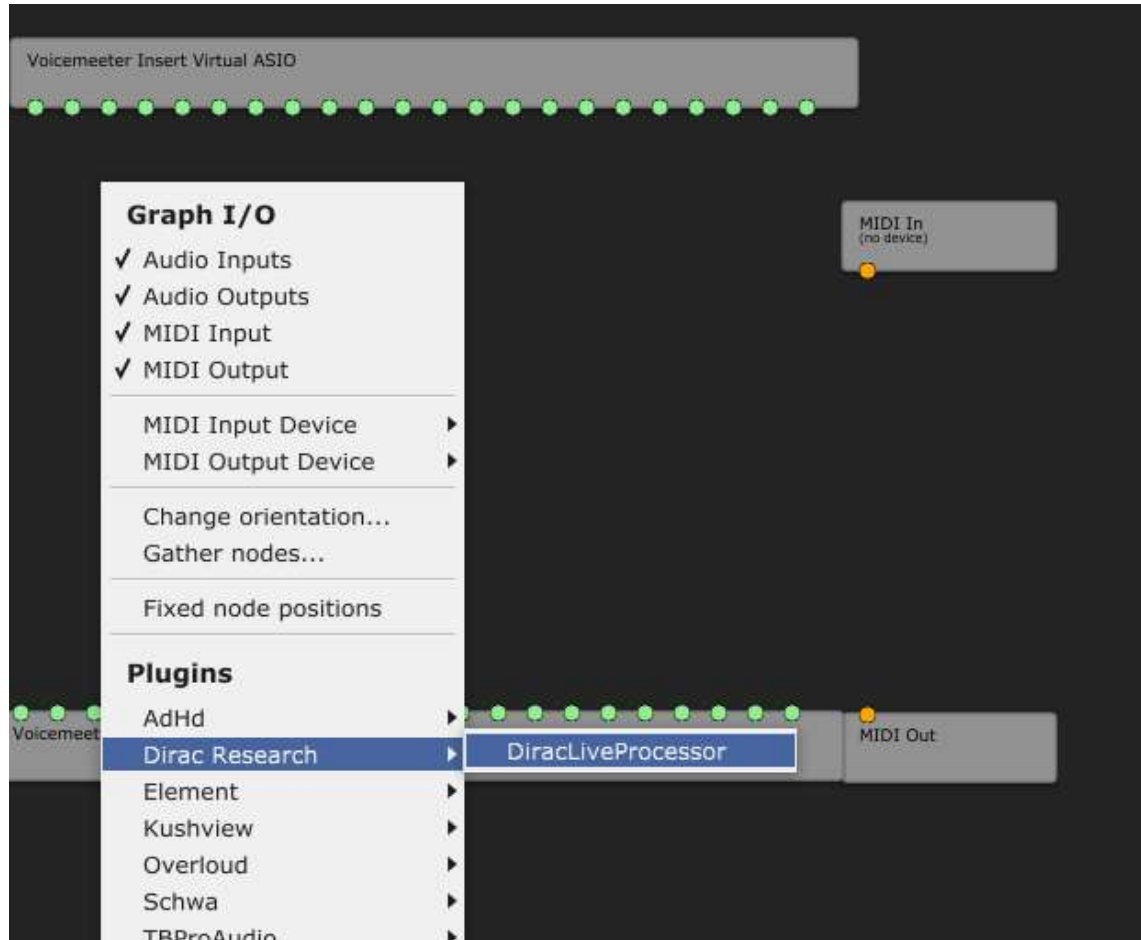 Voicemeeter Insert Virtual ASIO
Graph I/O
Audio Inputs
Audio Outputs
MIDI Input
MIDI Output
MIDI Input Device
MIDI Output Device
Change orientation...
Gather nodes...
Fixed node positions
Plugins
AdHd
Dirac Research
DiracLiveProcessor
Element
Kushview
Overloud
Schwa
TBProAudio
MIDI In
(no device)
Voicemeet
MIDI Out